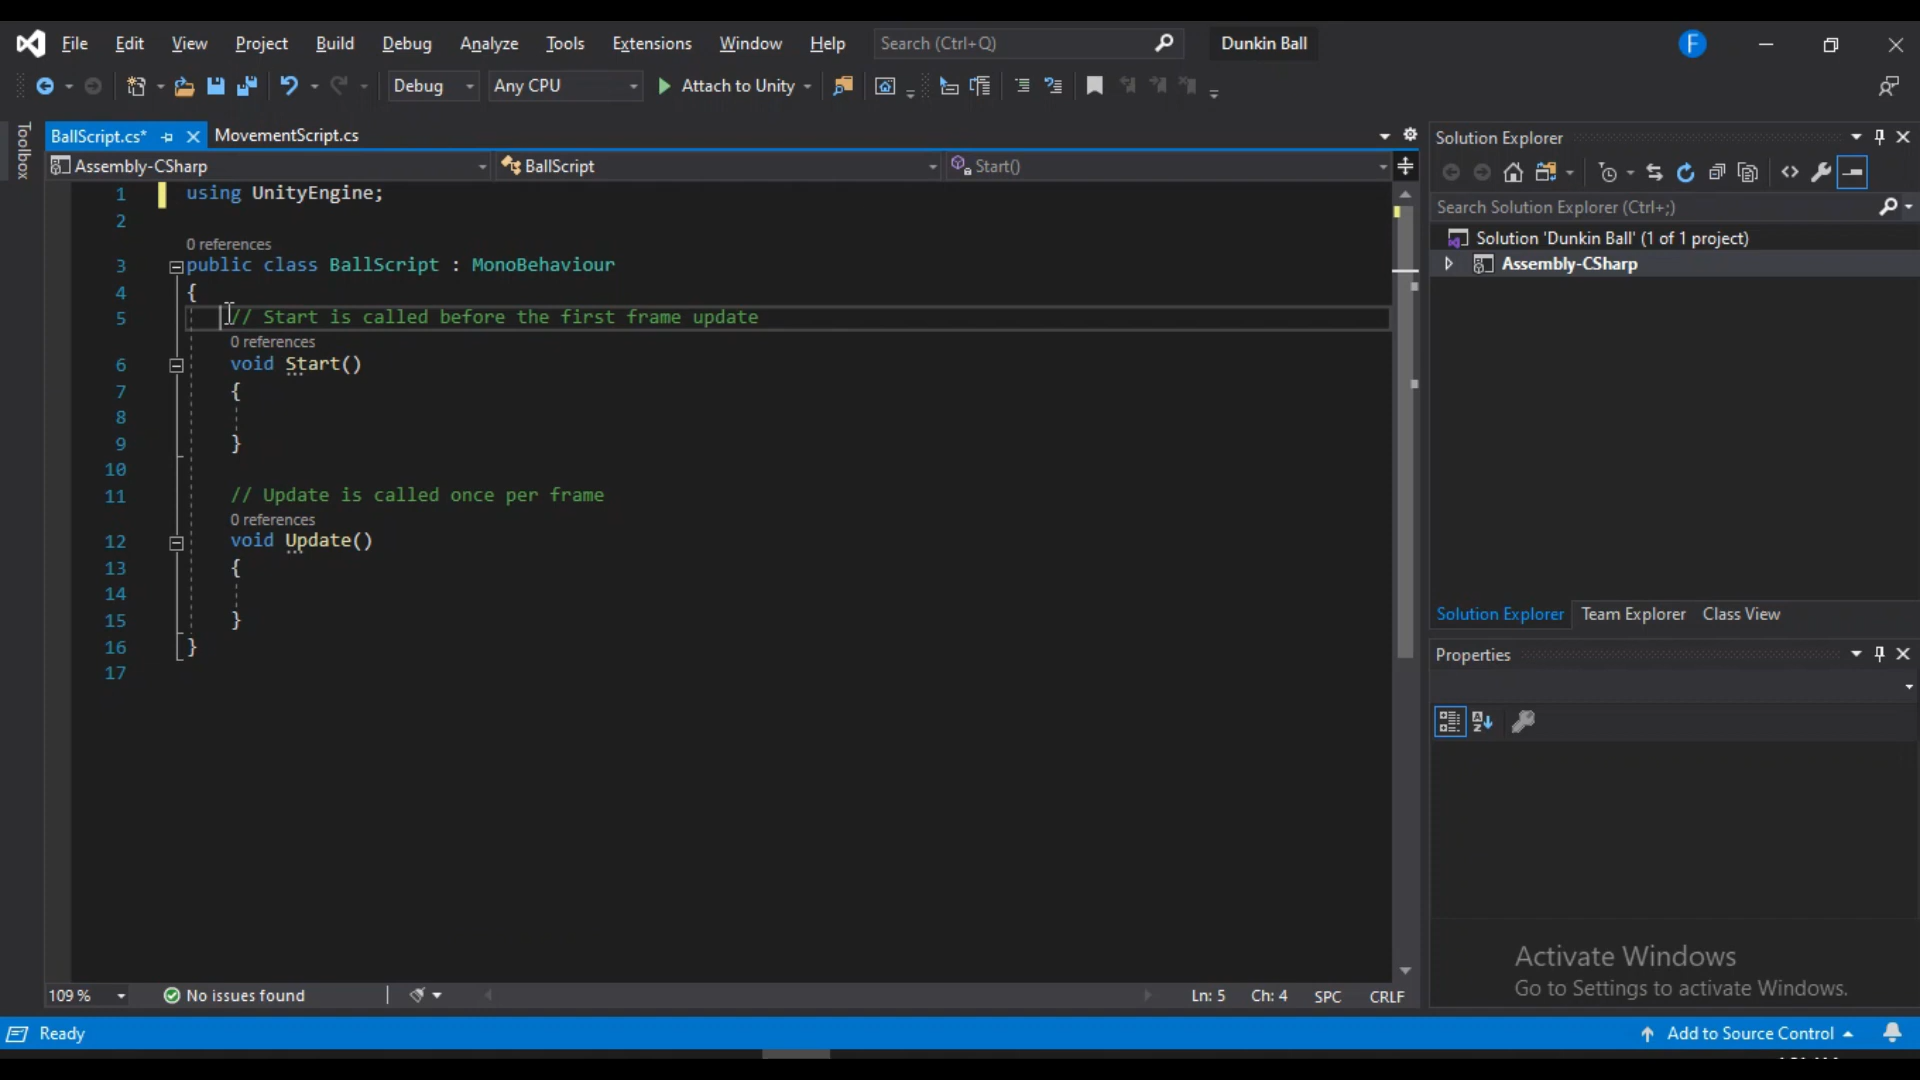 File Edit View Project Build Debug Analyze Tools Extensions Window Help Search (Ctrl+Q) Dunkin Ball F
Debug Any CPU Attach to Unity
Toolbox
BallScript.cs* MovementScript.cs
Assembly-CSharp BallScript Start()
1 using UnityEngine;
2
0 references
3 public class BallScript : MonoBehaviour
4 {
5 // Start is called before the first frame update
0 references
6 void Start()
7 {
8
9 }
10
11 // Update is called once per frame
0 references
12 void Update()
13 {
14
15 }
16 }
17
109 % No issues found Ln: 5 Ch: 4 SPC CRLF
Solution Explorer
Search Solution Explorer (Ctrl+;)
Solution 'Dunkin Ball' (1 of 1 project)
Assembly-CSharp
Solution Explorer Team Explorer Class View
Properties
Activate Windows
Go to Settings to activate Windows.
Ready Add to Source Control